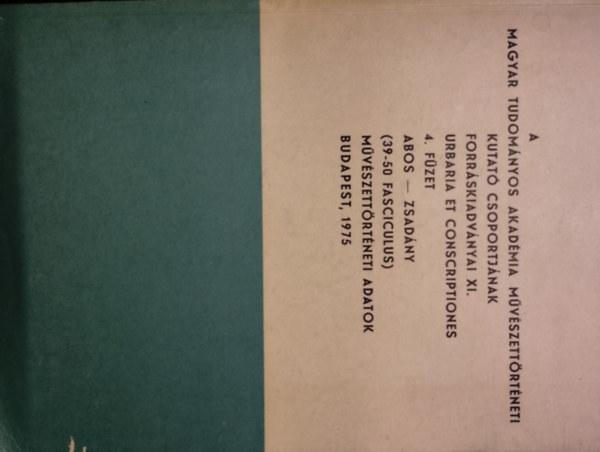 A
MAGYAR TUDOMÁNYOS AKADÉMIA MŰVÉSZETTÖRTÉNETI
KUTATÓ CSOPORTJÁNAK
FORRÁSKIADVÁNYAI XI.
URBARIA ET CONSCRIPTIONES
4. FÜZET
ABOS — ZSADÁNY
(39-50 FASCICULUS)
MŰVÉSZETTÖRTÉNETI ADATOK
BUDAPEST, 1975